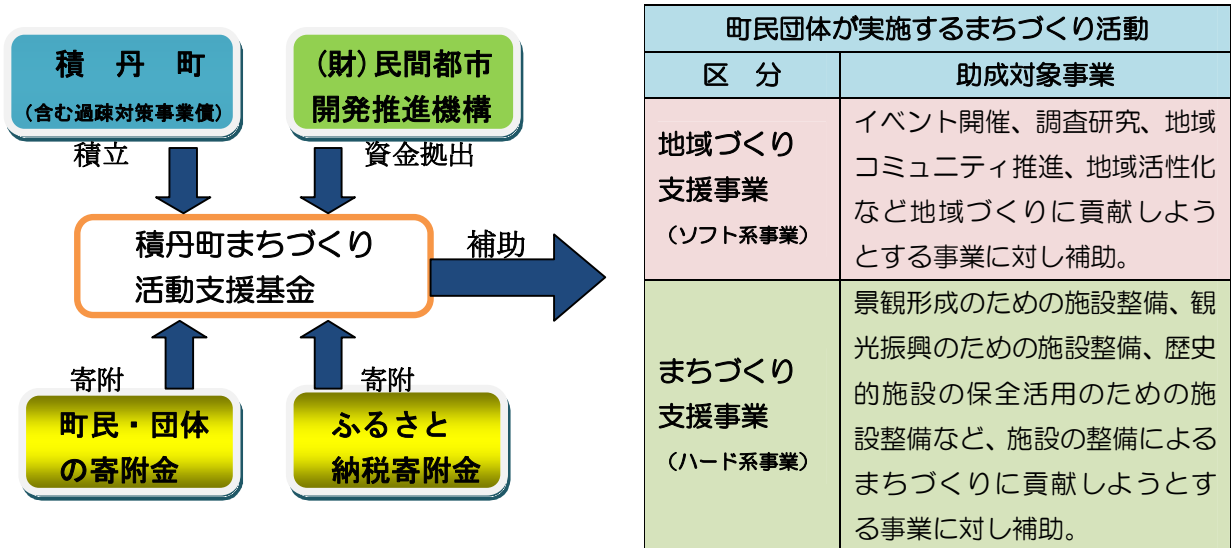 積 丹 町
(含む過疎対策事業債)
(財)民間都市
開発推進機構
積立
資金拠出
積丹町まちづくり
活動支援基金
補助
寄附
寄附
町民・団体
の寄附金
ふるさと
納税寄附金
町民団体が実施するまちづくり活動
区 分
助成対象事業
地域づくり
支援事業
(ソフト系事業)
イベント開催、調査研究、地域
コミュニティ推進、地域活性化
など地域づくりに貢献しよう
とする事業に対し補助。
まちづくり
支援事業
(ハード系事業)
景観形成のための施設整備、観
光振興のための施設整備、歴史
的施設の保全活用のための施
設整備など、施設の整備による
まちづくりに貢献しようとす
る事業に対し補助。